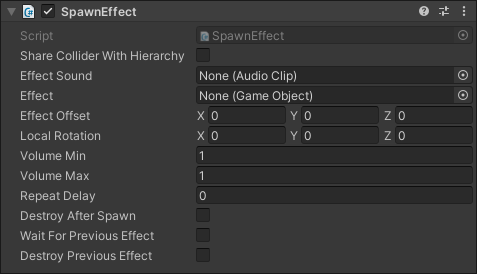 SpawnEffect
Script SpawnEffect
Share Collider With Hierarchy
Effect Sound None (Audio Clip)
Effect None (Game Object)
Effect Offset X 0 Y 0 Z 0
Local Rotation X 0 Y 0 Z 0
Volume Min 1
Volume Max 1
Repeat Delay 0
Destroy After Spawn
Wait For Previous Effect
Destroy Previous Effect